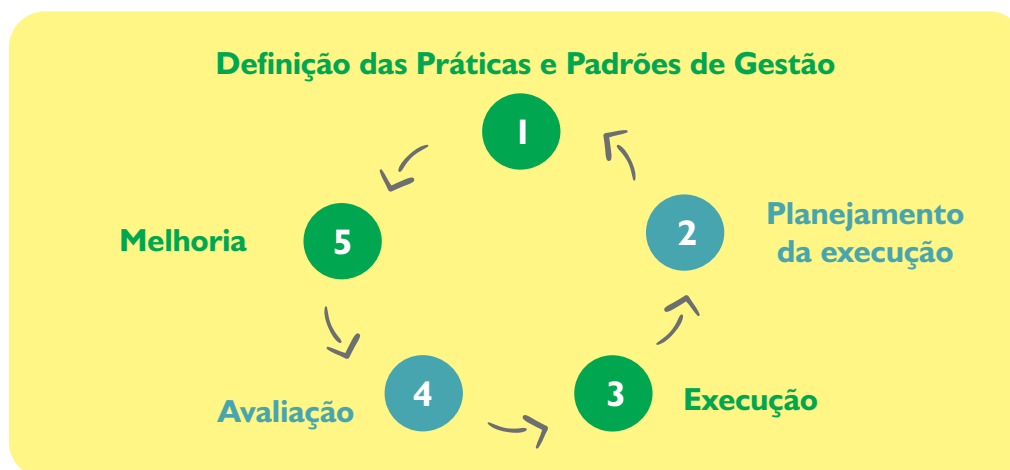 Definição das Práticas e Padrões de Gestão
1
2
Planejamento
da execução
3
Execução
4
Avaliação
5
Melhoria